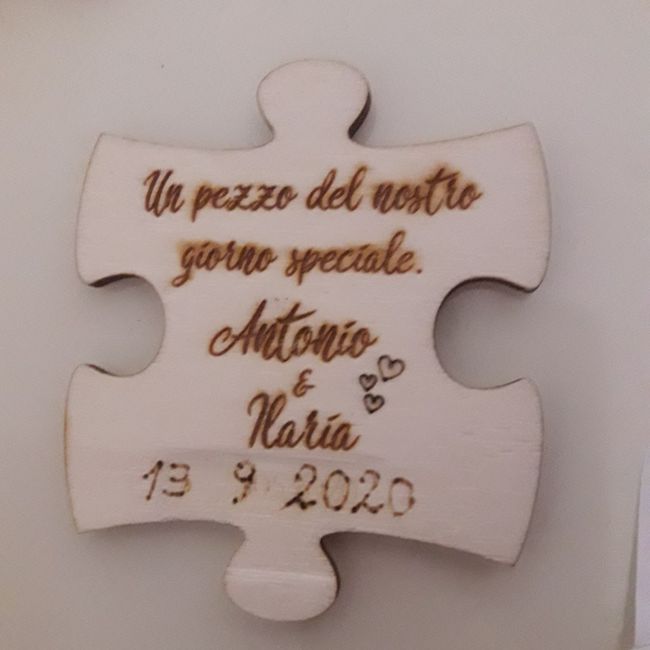 Un pezzo del nostro
giorno speciale.
Antonio
&
Ilaria
13 9 2020